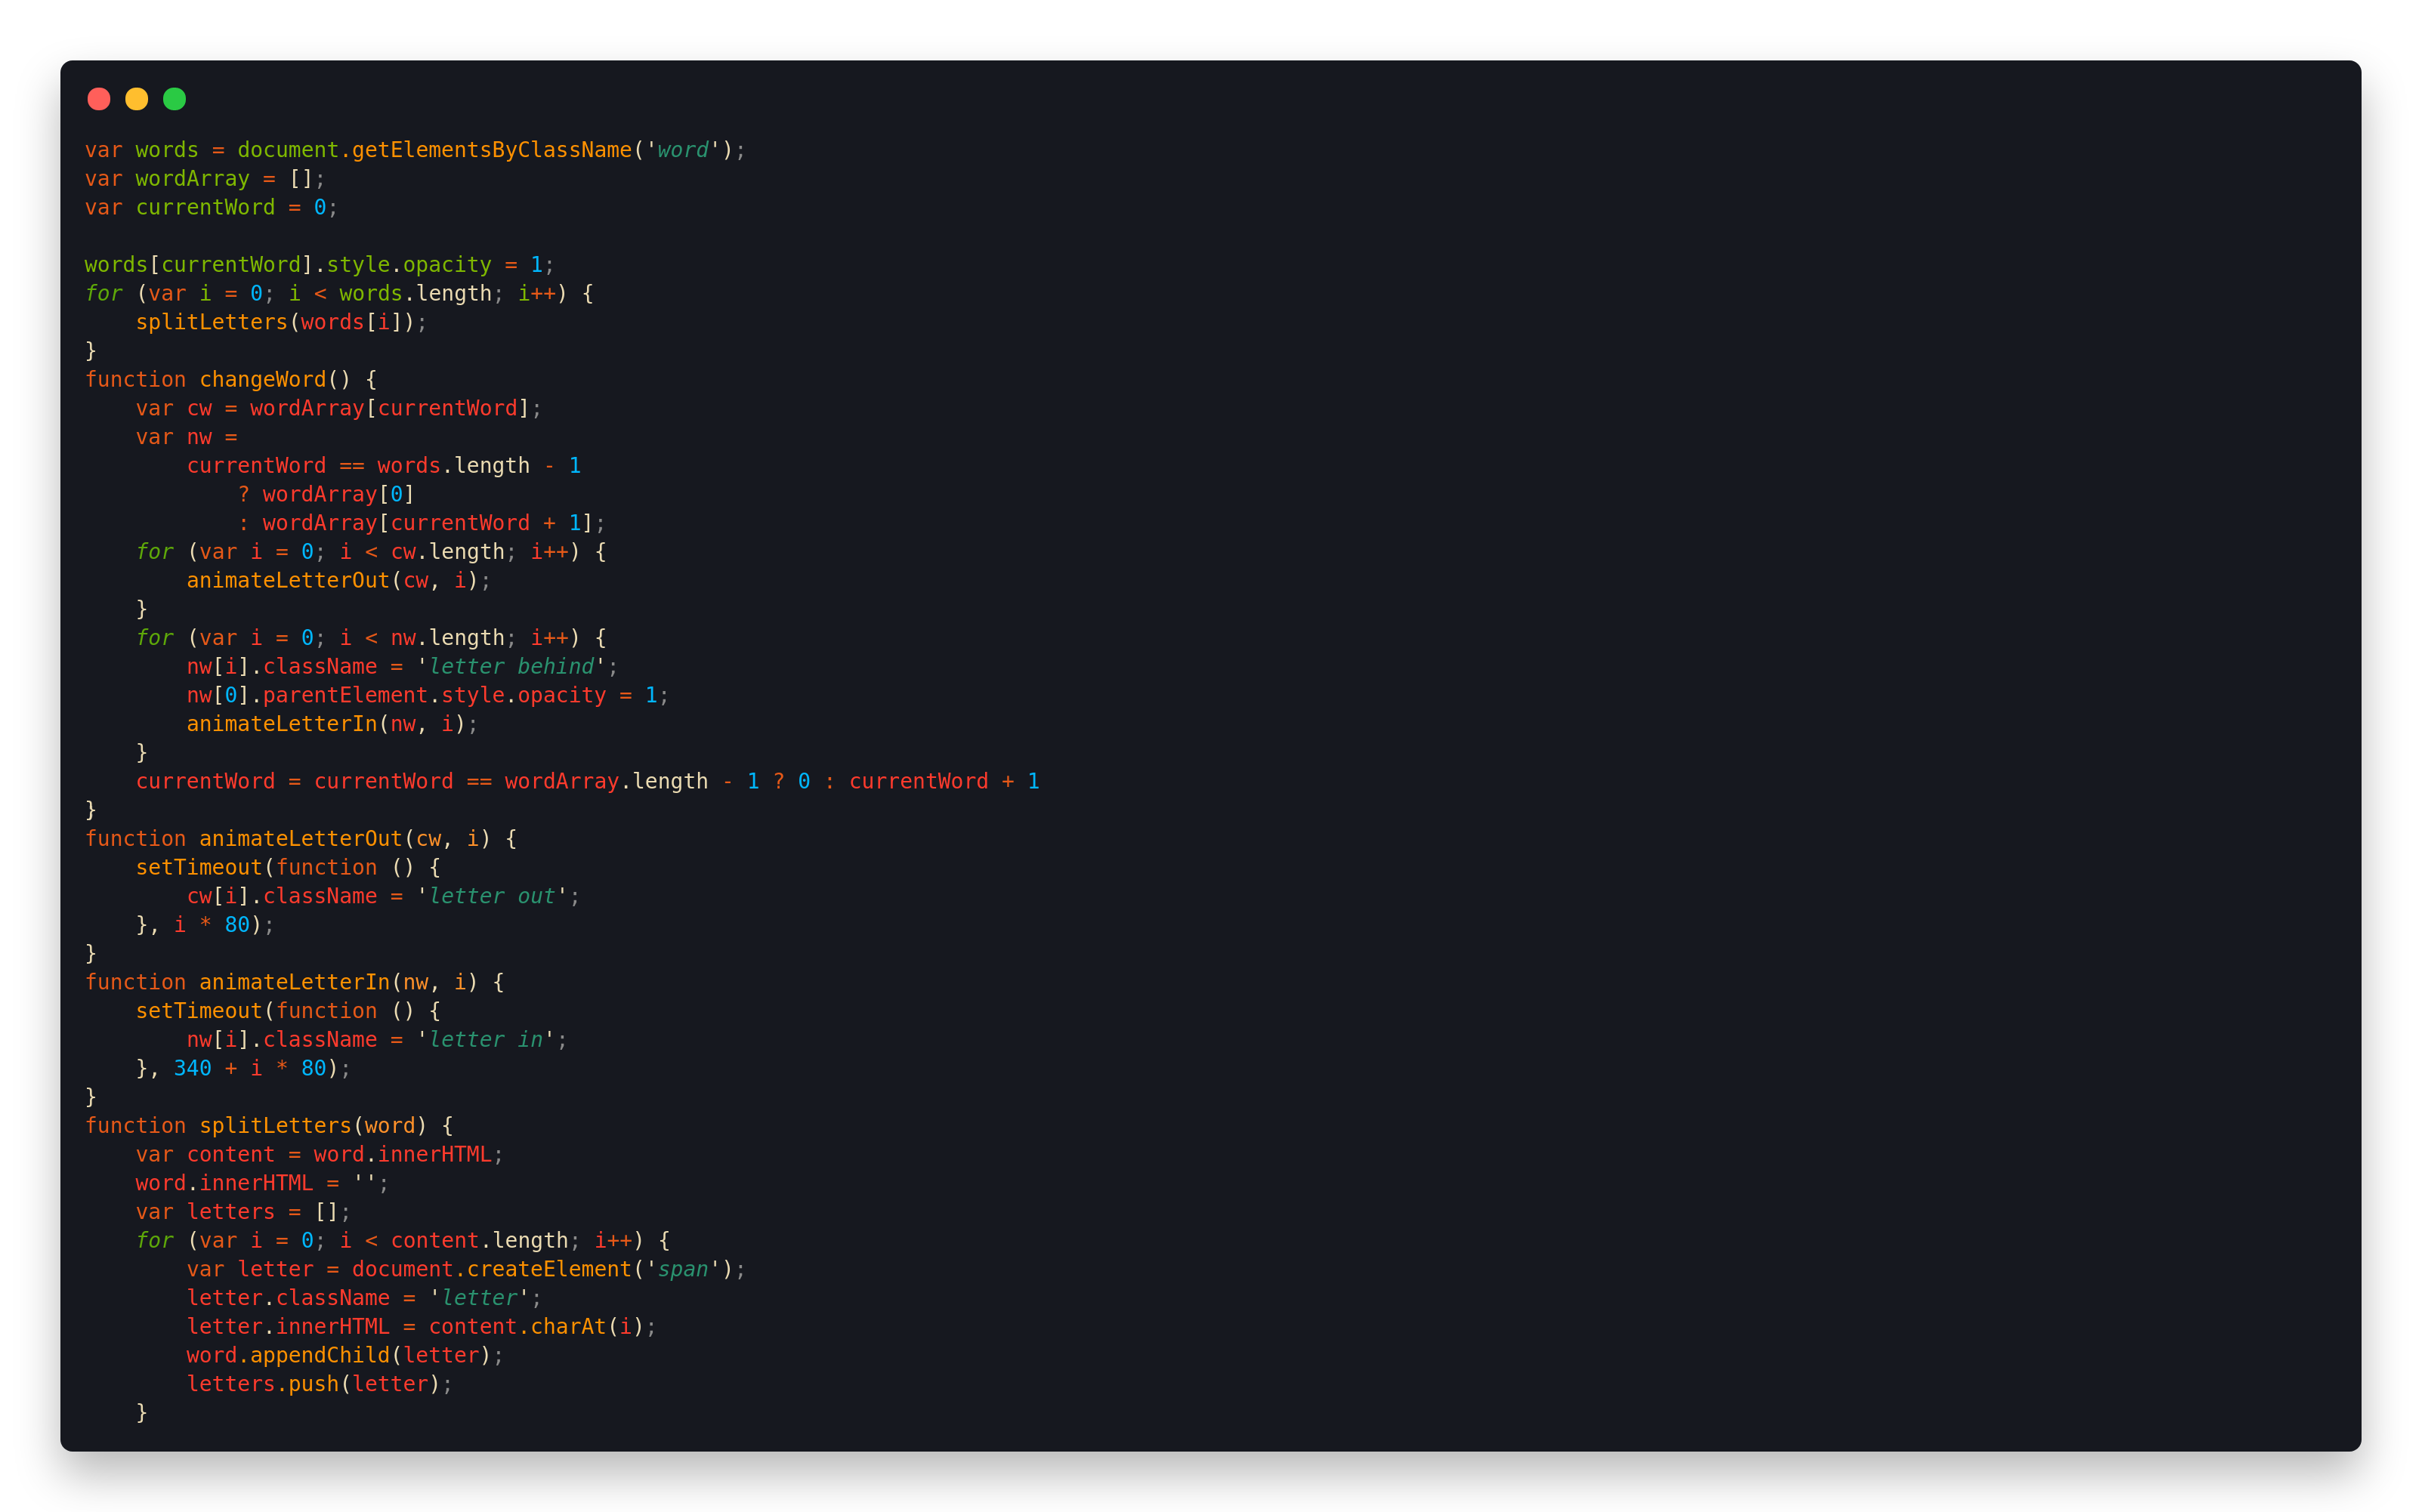 var words = document.getElementsByClassName('word');
var wordArray = [];
var currentWord = 0;

words[currentWord].style.opacity = 1;
for (var i = 0; i < words.length; i++) {
    splitLetters(words[i]);
}
function changeWord() {
    var cw = wordArray[currentWord];
    var nw =
        currentWord == words.length - 1
            ? wordArray[0]
            : wordArray[currentWord + 1];
    for (var i = 0; i < cw.length; i++) {
        animateLetterOut(cw, i);
    }
    for (var i = 0; i < nw.length; i++) {
        nw[i].className = 'letter behind';
        nw[0].parentElement.style.opacity = 1;
        animateLetterIn(nw, i);
    }
    currentWord = currentWord == wordArray.length - 1 ? 0 : currentWord + 1
}
function animateLetterOut(cw, i) {
    setTimeout(function () {
        cw[i].className = 'letter out';
    }, i * 80);
}
function animateLetterIn(nw, i) {
    setTimeout(function () {
        nw[i].className = 'letter in';
    }, 340 + i * 80);
}
function splitLetters(word) {
    var content = word.innerHTML;
    word.innerHTML = '';
    var letters = [];
    for (var i = 0; i < content.length; i++) {
        var letter = document.createElement('span');
        letter.className = 'letter';
        letter.innerHTML = content.charAt(i);
        word.appendChild(letter);
        letters.push(letter);
    }